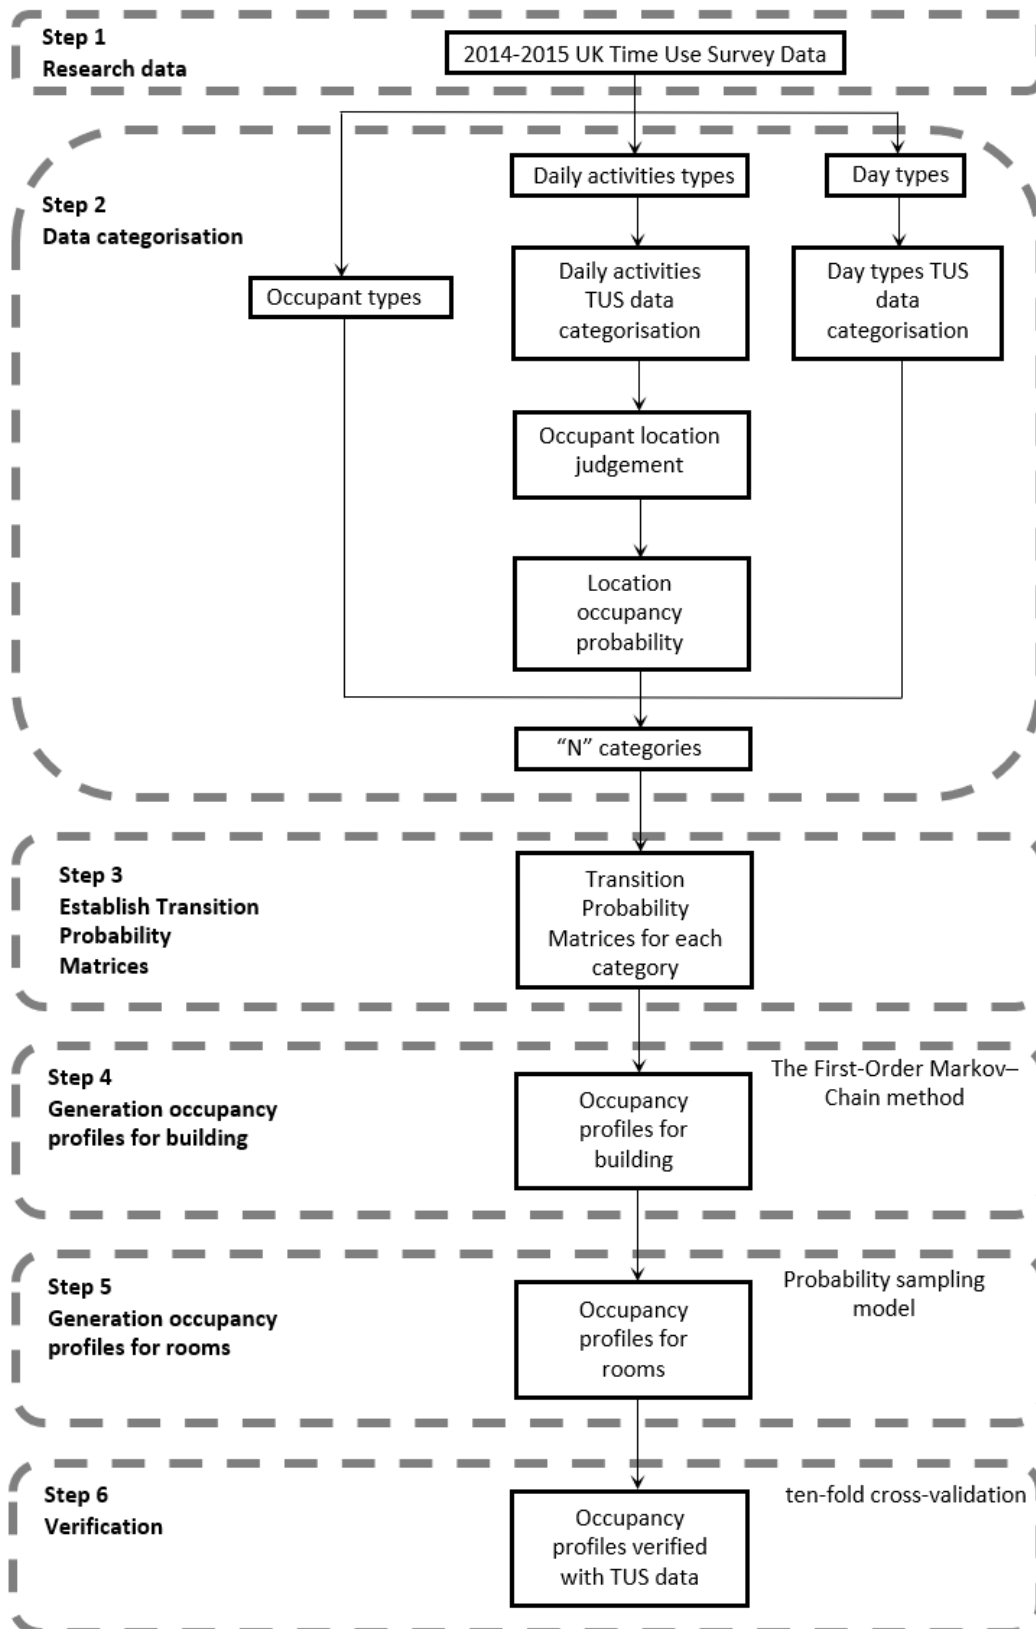 Step 1
Research data
2014-2015 UK Time Use Survey Data
Step 2
Data categorisation
Daily activities types
Day types
Occupant types
Daily activities
TUS data
categorisation
Day types TUS
data
categorisation
Occupant location
judgement
Location
occupancy
probability
“N” categories
Step 3
Establish Transition
Probability
Matrices
Transition
Probability
Matrices for each
category
Step 4
Generation occupancy
profiles for building
Occupancy
profiles for
building
The First-Order Markov–
Chain method
Step 5
Generation occupancy
profiles for rooms
Occupancy
profiles for
rooms
Probability sampling
model
Step 6
Verification
Occupancy
profiles verified
with TUS data
ten-fold cross-validation